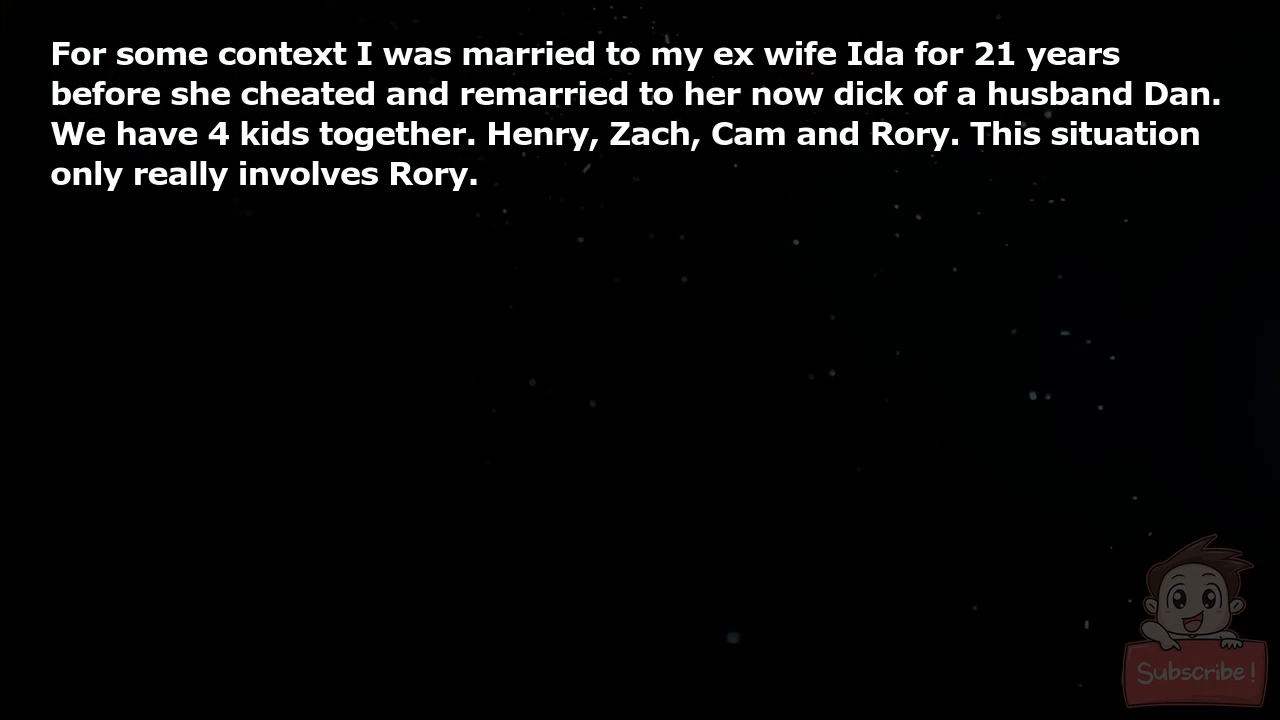 For some context I was married to my ex wife Ida for 21 years
before she cheated and remarried to her now dick of a husband Dan.
We have 4 kids together. Henry, Zach, Cam and Rory. This situation
only really involves Rory.
Subscribe!